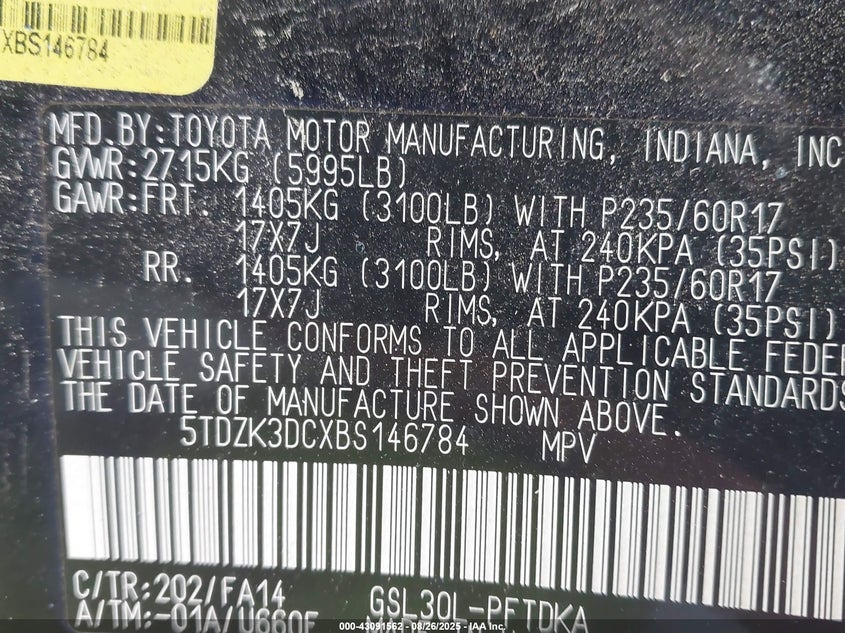 XBS146784
MFD.BY:TOYOTA MOTOR MANUFACTURING, INDIANA, INC
GVWR:2715KG (5995LB)
GAWR:FRT. 1405KG (3100LB) WITH P235/60R17
17X7J RIMS, AT 240KPA (35PSI)
RR. 1405KG (3100LB) WITH P235/60R17
17X7J RIMS, AT 240KPA (35PSI)
THIS VEHICLE CONFORMS TO ALL APPLICABLE FEDER
VEHICLE SAFETY AND THEFT PREVENTION STANDARDS
THE DATE OF MANUFACTURE SHOWN ABOVE.
5TDZK3DCXBS146784 MPV
C/TR:202/FA14 GSL30L-PFTDKA
A/TM:-01A/U660F
000-43091562 - 08/26/2025 - IAA Inc.